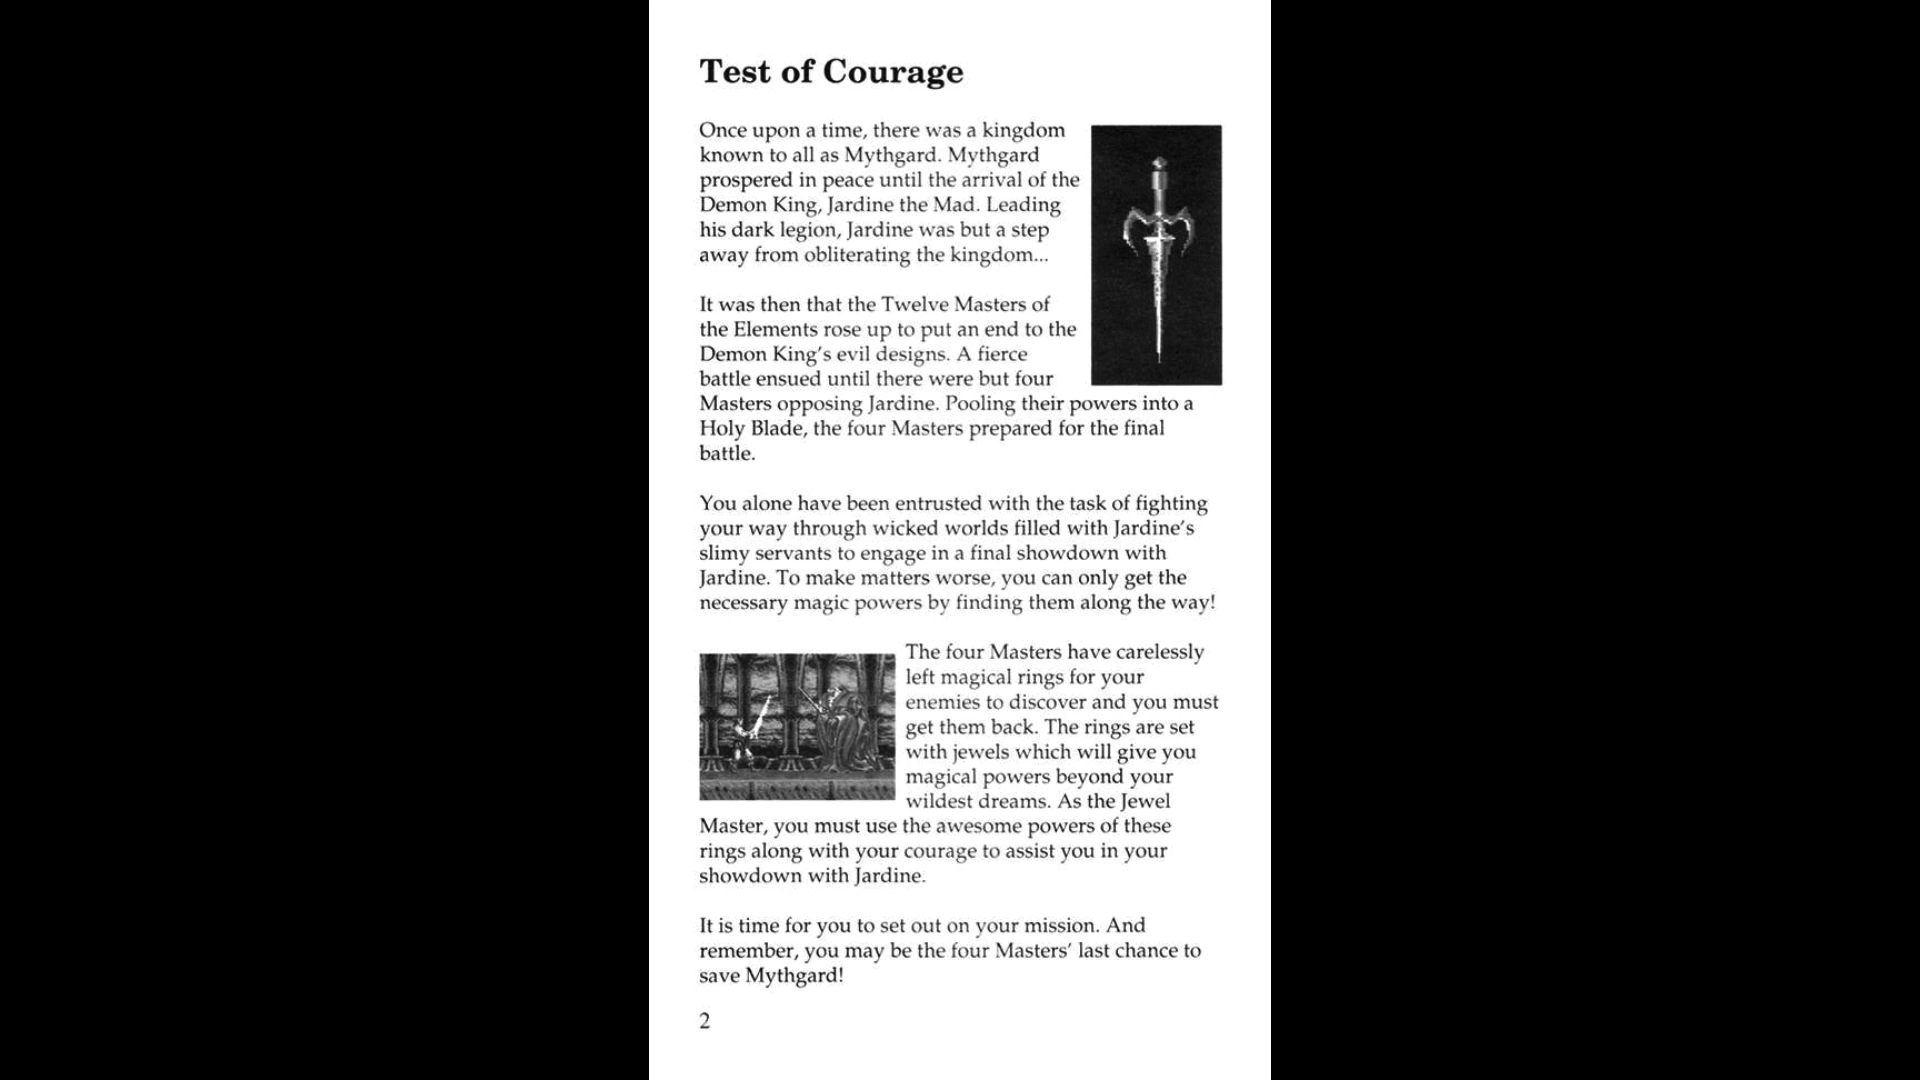 Test of Courage
Once upon a time, there was a kingdom
known to all as Mythgard. Mythgard
prospered in peace until the arrival of the
Demon King, Jardine the Mad. Leading
his dark legion, Jardine was but a step
away from obliterating the kingdom...
It was then that the Twelve Masters of
the Elements rose up to put an end to the
Demon King's evil designs. A fierce
battle ensued until there were but four
Masters opposing Jardine. Pooling their powers into a
Holy Blade, the four Masters prepared for the final
battle.
You alone have been entrusted with the task of fighting
your way through wicked worlds filled with Jardine's
slimy servants to engage in a final showdown with
Jardine. To make matters worse, you can only get the
necessary magic powers by finding them along the way!
The four Masters have carelessly
left magical rings for your
enemies to discover and you must
get them back. The rings are set
with jewels which will give you
magical powers beyond your
wildest dreams. As the Jewel
Master, you must use the awesome powers of these
rings along with your courage to assist you in your
showdown with Jardine.
It is time for you to set out on your mission. And
remember, you may be the four Masters' last chance to
save Mythgard!
2